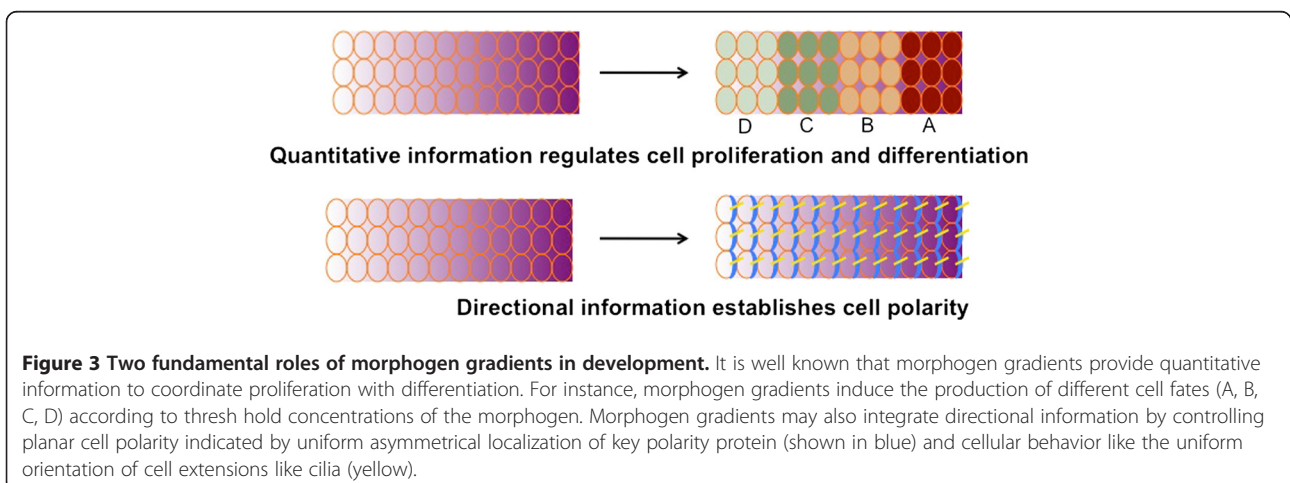 D C B A
Quantitative information regulates cell proliferation and differentiation
Directional information establishes cell polarity
Figure 3 Two fundamental roles of morphogen gradients in development. It is well known that morphogen gradients provide quantitative
information to coordinate proliferation with differentiation. For instance, morphogen gradients induce the production of different cell fates (A, B,
C, D) according to thresh hold concentrations of the morphogen. Morphogen gradients may also integrate directional information by controlling
planar cell polarity indicated by uniform asymmetrical localization of key polarity protein (shown in blue) and cellular behavior like the uniform
orientation of cell extensions like cilia (yellow).